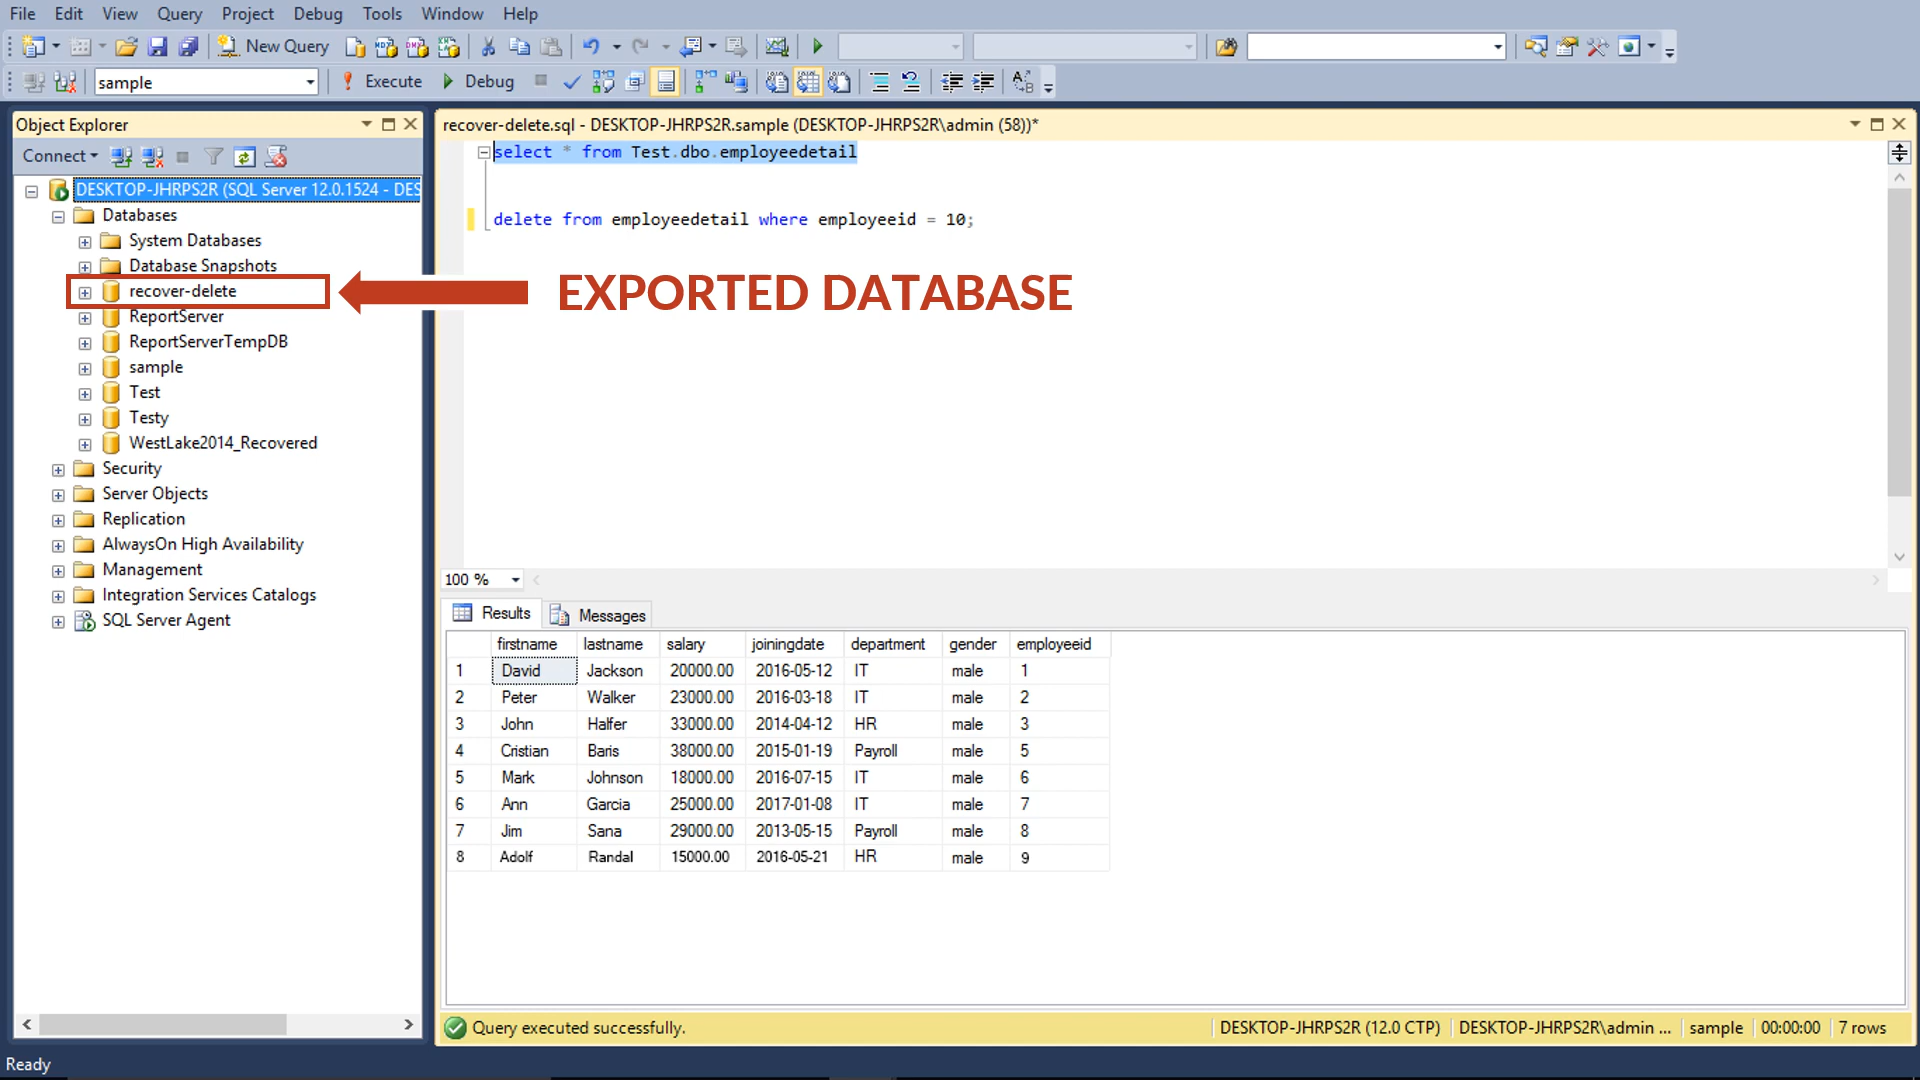 File Edit View Query Project Debug Tools Window Help
New Query
sample Execute Debug
Object Explorer
Connect
DESKTOP-JHRPS2R (SQL Server 12.0.1524 - DES
Databases
System Databases
Database Snapshots
recover-delete
ReportServer
ReportServerTempDB
sample
Test
Testy
WestLake2014_Recovered
Security
Server Objects
Replication
AlwaysOn High Availability
Management
Integration Services Catalogs
SQL Server Agent
recover-delete.sql - DESKTOP-JHRPS2R.sample (DESKTOP-JHRPS2R\admin (58))*
select * from Test.dbo.employeedetail
delete from employeedetail where employeeid = 10;
EXPORTED DATABASE
100 %
Results Messages
firstname lastname salary joiningdate department gender employeeid
1 David Jackson 20000.00 2016-05-12 IT male 1
2 Peter Walker 23000.00 2016-03-18 IT male 2
3 John Halfer 33000.00 2014-04-12 HR male 3
4 Cristian Baris 38000.00 2015-01-19 Payroll male 5
5 Mark Johnson 18000.00 2016-07-15 IT male 6
6 Ann Garcia 25000.00 2017-01-08 IT male 7
7 Jim Sana 29000.00 2013-05-15 Payroll male 8
8 Adolf Randal 15000.00 2016-05-21 HR male 9
Query executed successfully. DESKTOP-JHRPS2R (12.0 CTP) DESKTOP-JHRPS2R\admin ... sample 00:00:00 7 rows
Ready